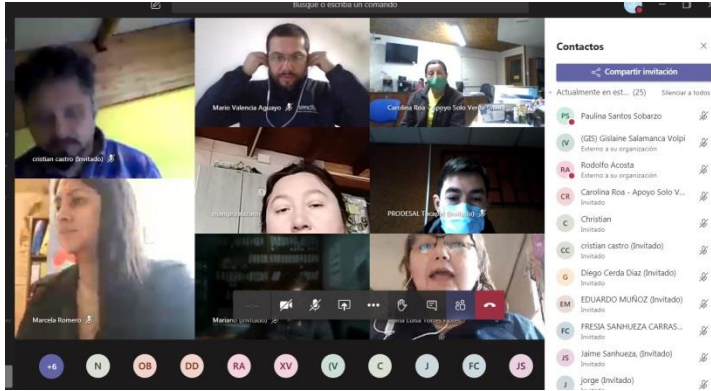 Busque o escriba un comando
cristian castro (Invitado)
Mario Valencia Aguayo
Carolina Roa - Apoyo Solo Verde
PRODESAL Tucapel (Invitado)
Marcela Romero
Mariano (Invitado)
+6
N
OB
DD
RA
XV
(V
C
J
FC
JS
Contactos
Compartir invitación
Actualmente en est... (25) Silenciar a todos
PS Paulina Santos Sobarzo
(V (GIS) Gislaine Salamanca Volpi
Externo a su organización
RA Rodolfo Acosta
Externo a su organización
CR Carolina Roa - Apoyo Solo V...
Invitado
C Christian
Invitado
CC cristian castro (Invitado)
Invitado
G Diego Cerda Díaz (Invitado)
Invitado
EM EDUARDO MUÑOZ (Invitado)
Invitado
FC FRESIA SANHUEZA CARRAS...
Invitado
JS Jaime Sanhueza, (Invitado)
Invitado
J jorge (Invitado)
Invitado